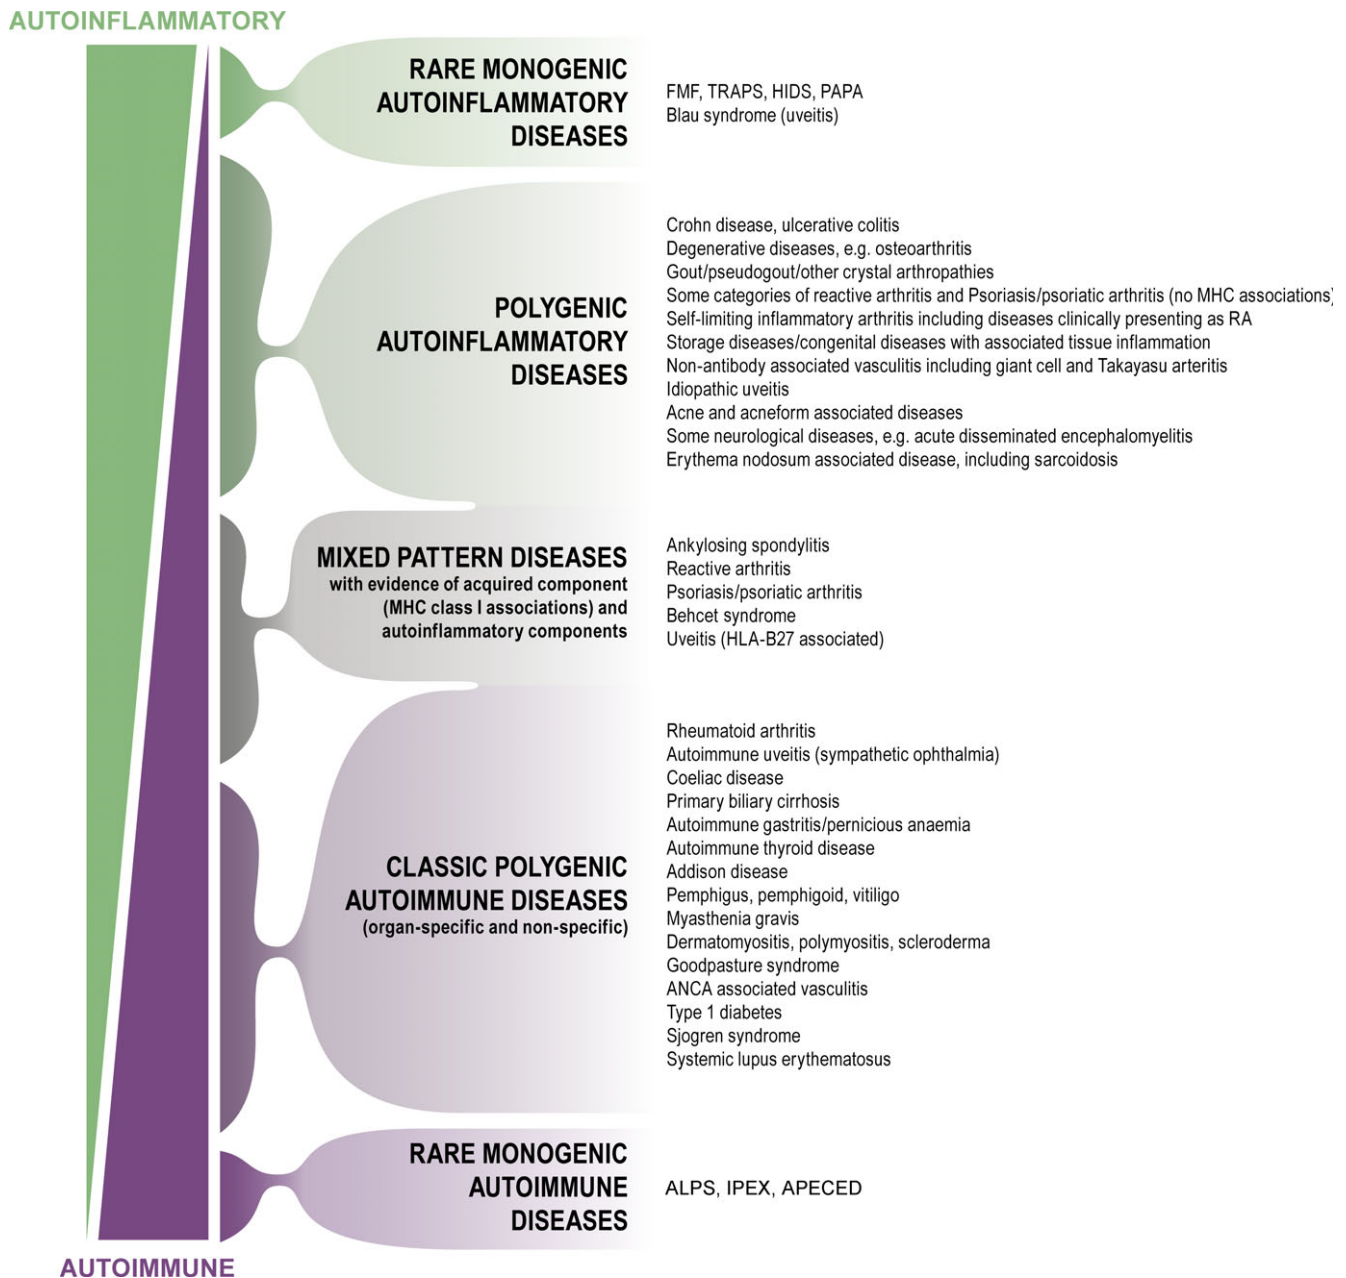 AUTOINFLAMMATORY
RARE MONOGENIC
AUTOINFLAMMATORY
DISEASES
FMF, TRAPS, HIDS, PAPA
Blau syndrome (uveitis)
POLYGENIC
AUTOINFLAMMATORY
DISEASES
Crohn disease, ulcerative colitis
Degenerative diseases, e.g. osteoarthritis
Gout/pseudogout/other crystal arthropathies
Some categories of reactive arthritis and Psoriasis/psoriatic arthritis (no MHC associations)
Self-limiting inflammatory arthritis including diseases clinically presenting as RA
Storage diseases/congenital diseases with associated tissue inflammation
Non-antibody associated vasculitis including giant cell and Takayasu arteritis
Idiopathic uveitis
Acne and acneform associated diseases
Some neurological diseases, e.g. acute disseminated encephalomyelitis
Erythema nodosum associated disease, including sarcoidosis
MIXED PATTERN DISEASES
with evidence of acquired component
(MHC class I associations) and
autoinflammatory components
Ankylosing spondylitis
Reactive arthritis
Psoriasis/psoriatic arthritis
Behcet syndrome
Uveitis (HLA-B27 associated)
CLASSIC POLYGENIC
AUTOIMMUNE DISEASES
(organ-specific and non-specific)
Rheumatoid arthritis
Autoimmune uveitis (sympathetic ophthalmia)
Coeliac disease
Primary biliary cirrhosis
Autoimmune gastritis/pernicious anaemia
Autoimmune thyroid disease
Addison disease
Pemphigus, pemphigoid, vitiligo
Myasthenia gravis
Dermatomyositis, polymyositis, scleroderma
Goodpasture syndrome
ANCA associated vasculitis
Type 1 diabetes
Sjogren syndrome
Systemic lupus erythematosus
RARE MONOGENIC
AUTOIMMUNE
DISEASES
ALPS, IPEX, APECED
AUTOIMMUNE